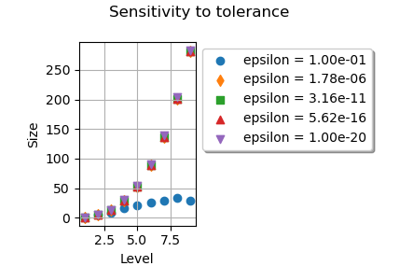 Sensitivity to tolerance
250
200
150
100
50
0
Size
2.5 5.0 7.5
Level
epsilon = 1.00e-01
epsilon = 1.78e-06
epsilon = 3.16e-11
epsilon = 5.62e-16
epsilon = 1.00e-20